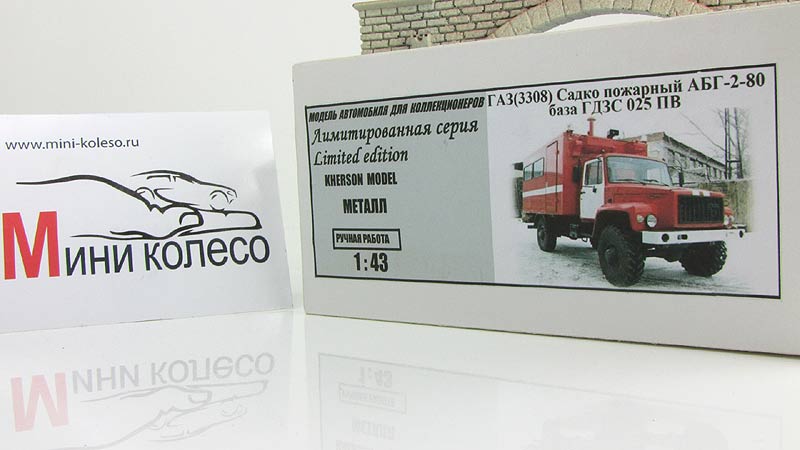 www.mini-koleso.ru
Мини колесо
МОДЕЛЬ АВТОМОБИЛЯ ДЛЯ КОЛЛЕКЦИОНЕРОВ
Лимитированная серия
Limited edition
KHERSON MODEL
МЕТАЛЛ
РУЧНАЯ РАБОТА
1:43
ГАЗ(3308) Садко пожарный АБГ-2-80
база ГДЗС 025 ПВ